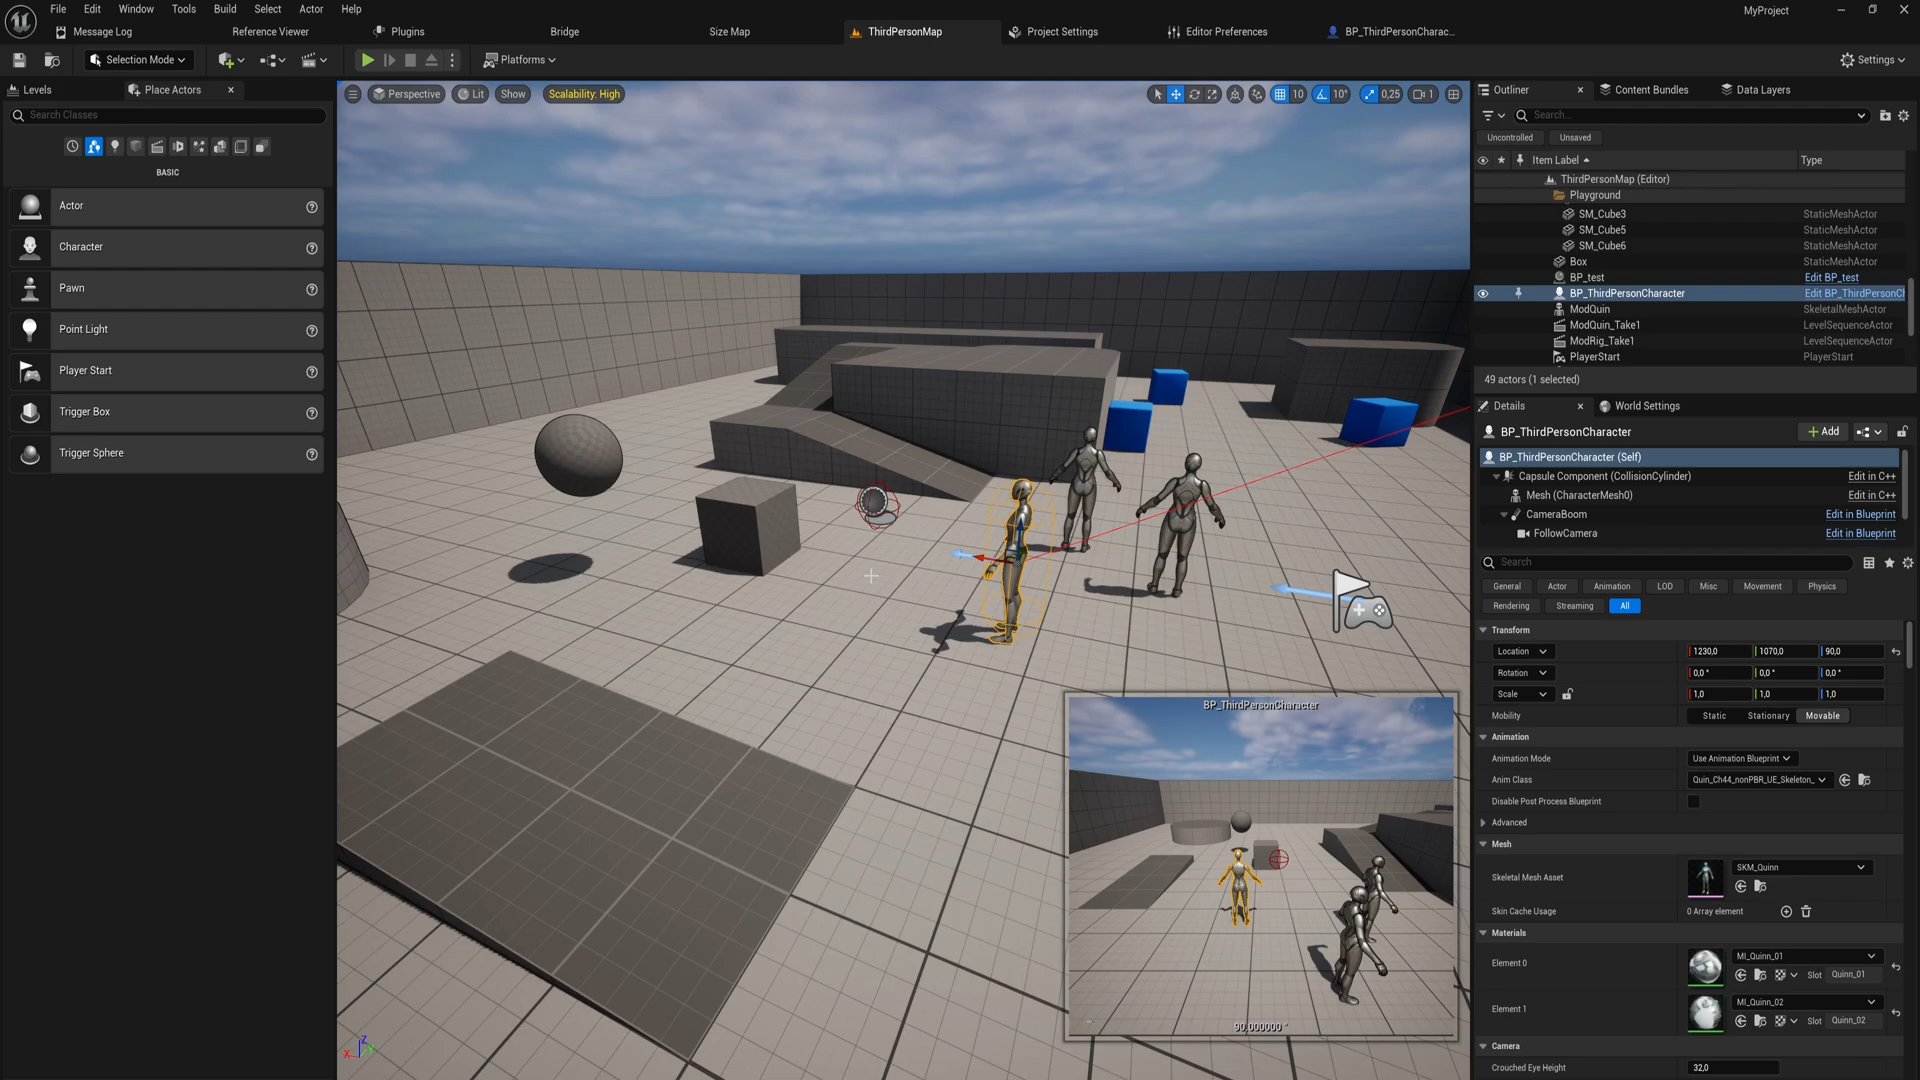 File Edit Window Tools Build Select Actor Help
MyProject
Message Log
Reference Viewer
Plugins
Bridge
Size Map
ThirdPersonMap
Project Settings
Editor Preferences
BP_ThirdPersonCharac...
Selection Mode
Platforms
Settings
Levels
Place Actors
Search Classes
BASIC
Actor
Character
Pawn
Point Light
Player Start
Trigger Box
Trigger Sphere
Perspective
Lit
Show
Scalability: High
10
10°
0,25
1
BP_ThirdPersonCharacter
90.000000 °
X Z Y
Outliner
Content Bundles
Data Layers
Search...
Uncontrolled
Unsaved
Item Label
Type
ThirdPersonMap (Editor)
Playground
SM_Cube3 StaticMeshActor
SM_Cube5 StaticMeshActor
SM_Cube6 StaticMeshActor
Box StaticMeshActor
BP_test Edit BP_test
BP_ThirdPersonCharacter Edit BP_ThirdPersonCl
ModQuin SkeletalMeshActor
ModQuin_Take1 LevelSequenceActor
ModRig_Take1 LevelSequenceActor
PlayerStart PlayerStart
49 actors (1 selected)
Details
World Settings
BP_ThirdPersonCharacter
Add
BP_ThirdPersonCharacter (Self)
Capsule Component (CollisionCylinder) Edit in C++
Mesh (CharacterMesh0) Edit in C++
CameraBoom Edit in Blueprint
FollowCamera Edit in Blueprint
Search
General Actor Animation LOD Misc Movement Physics
Rendering Streaming All
Transform
Location 1230,0 1070,0 90,0
Rotation 0,0 ° 0,0 ° 0,0 °
Scale 1,0 1,0 1,0
Mobility Static Stationary Movable
Animation
Animation Mode Use Animation Blueprint
Anim Class Quin_Ch44_nonPBR_UE_Skeleton_
Disable Post Process Blueprint
Advanced
Mesh
SKM_Quinn
Skeletal Mesh Asset
Skin Cache Usage 0 Array element
Materials
MI_Quinn_01
Element 0
Slot Quinn_01
MI_Quinn_02
Element 1
Slot Quinn_02
Camera
Crouched Eye Height 32,0